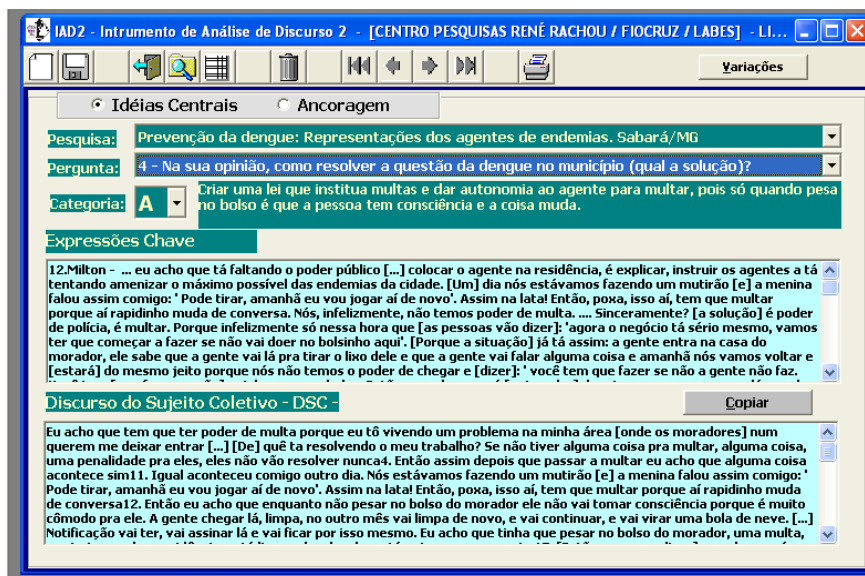 IAD2 - Intrumento de Análise de Discurso 2 - [CENTRO PESQUISAS RENÉ RACHOU / FIOCRUZ / LABES] - LI...
Variações
Idéias Centrais Ancoragem
Pesquisa: Prevenção da dengue: Representações dos agentes de endemias. Sabará/MG
Pergunta: 4 - Na sua opinião, como resolver a questão da dengue no município (qual a solução)?
Categoria: A Criar uma lei que institua multas e dar autonomia ao agente para multar, pois só quando pesa
no bolso é que a pessoa tem consciência e a coisa muda.
Expressões Chave
12.Milton - ... eu acho que tá faltando o poder público [...] colocar o agente na residência, é explicar, instruir os agentes a tá
tentando amenizar o máximo possível das endemias da cidade. [Um] dia nós estávamos fazendo um mutirão [e] a menina
falou assim comigo: ' Pode tirar, amanhã eu vou jogar aí de novo'. Assim na lata! Então, poxa, isso aí, tem que multar
porque aí rapidinho muda de conversa. Nós, infelizmente, não temos poder de multa. .... Sinceramente? [a solução] é poder
de polícia, é multar. Porque infelizmente só nessa hora que [as pessoas vão dizer]: 'agora o negócio tá sério mesmo, vamos
ter que começar a fazer se não vai doer no bolsinho aqui'. [Porque a situação] já tá assim: a gente entra na casa do
morador, ele sabe que a gente vai lá pra tirar o lixo dele e que a gente vai falar alguma coisa e amanhã nós vamos voltar e
[estará] do mesmo jeito porque nós não temos o poder de chegar e [dizer]: ' você tem que fazer se não a gente não faz.
Discurso do Sujeito Coletivo - DSC -
Copiar
Eu acho que tem que ter poder de multa porque eu tô vivendo um problema na minha área [onde os moradores] num
querem me deixar entrar [...] [De] quê ta resolvendo o meu trabalho? Se não tiver alguma coisa pra multar, alguma coisa,
uma penalidade pra eles, eles não vão resolver nunca4. Então assim depois que passar a multar eu acho que alguma coisa
acontece sim11. Igual aconteceu comigo outro dia. Nós estávamos fazendo um mutirão [e] a menina falou assim comigo: '
Pode tirar, amanhã eu vou jogar aí de novo'. Assim na lata! Então, poxa, isso aí, tem que multar porque aí rapidinho muda
de conversa12. Então eu acho que enquanto não pesar no bolso do morador ele não vai tomar consciência porque é muito
cômodo pra ele. A gente chegar lá, limpa, no outro mês vai limpa de novo, e vai continuar, e vai virar uma bola de neve. [...]
Notificação vai ter, vai assinar lá e vai ficar por isso mesmo. Eu acho que tinha que pesar no bolso do morador, uma multa,